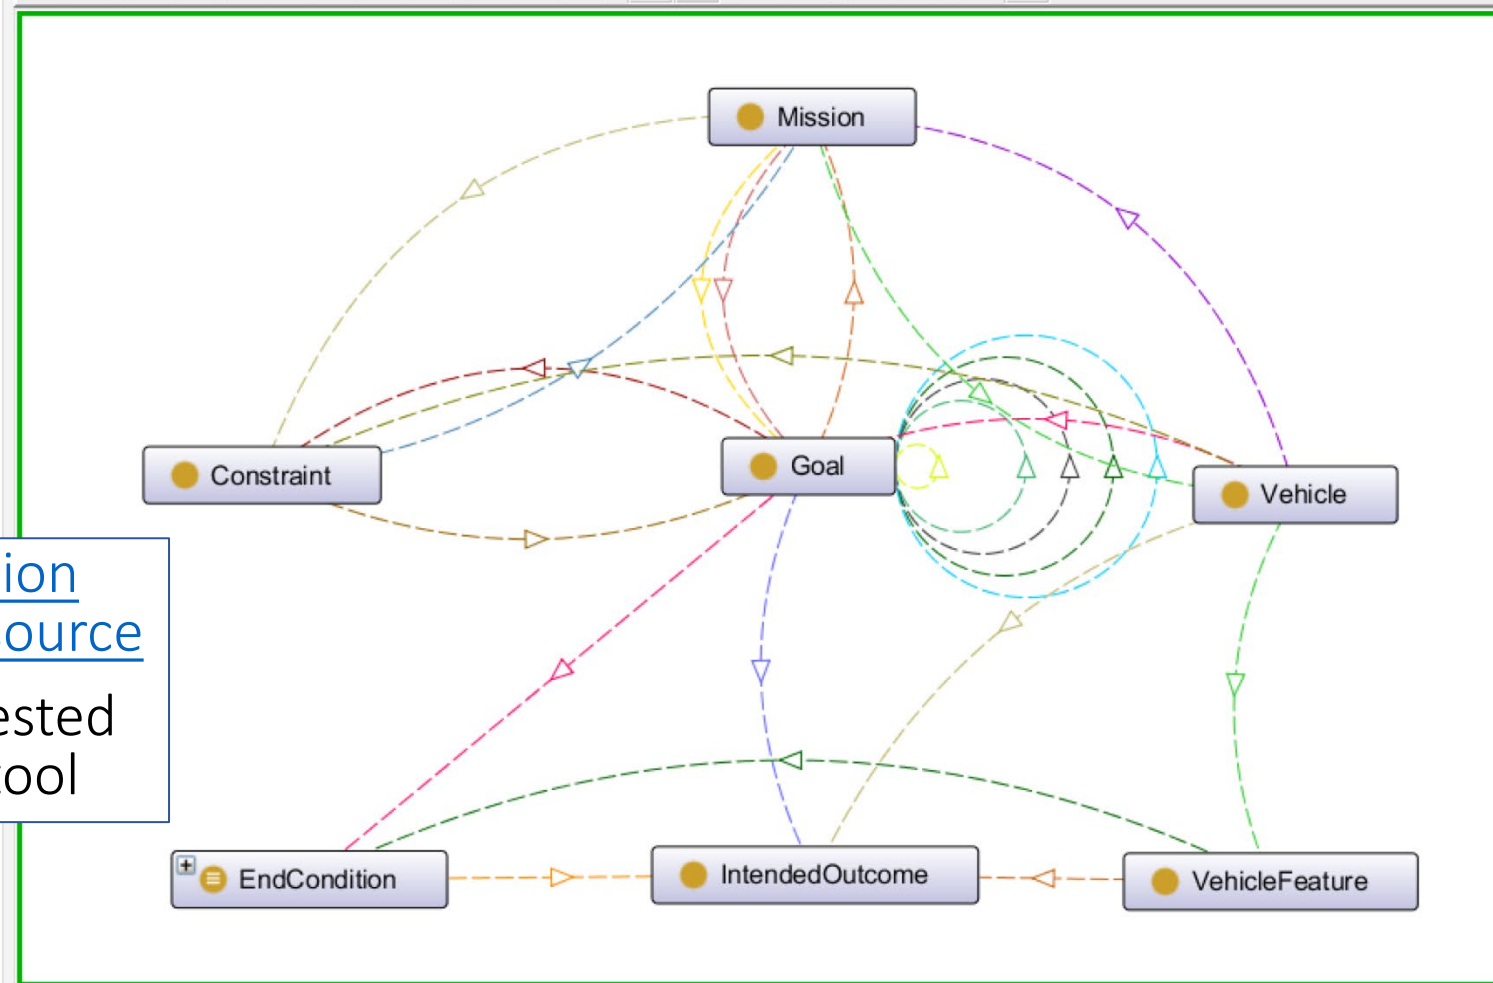 Mission
Goal
Constraint
Vehicle
ion
ource
ested
ool
EndCondition
IntendedOutcome
VehicleFeature